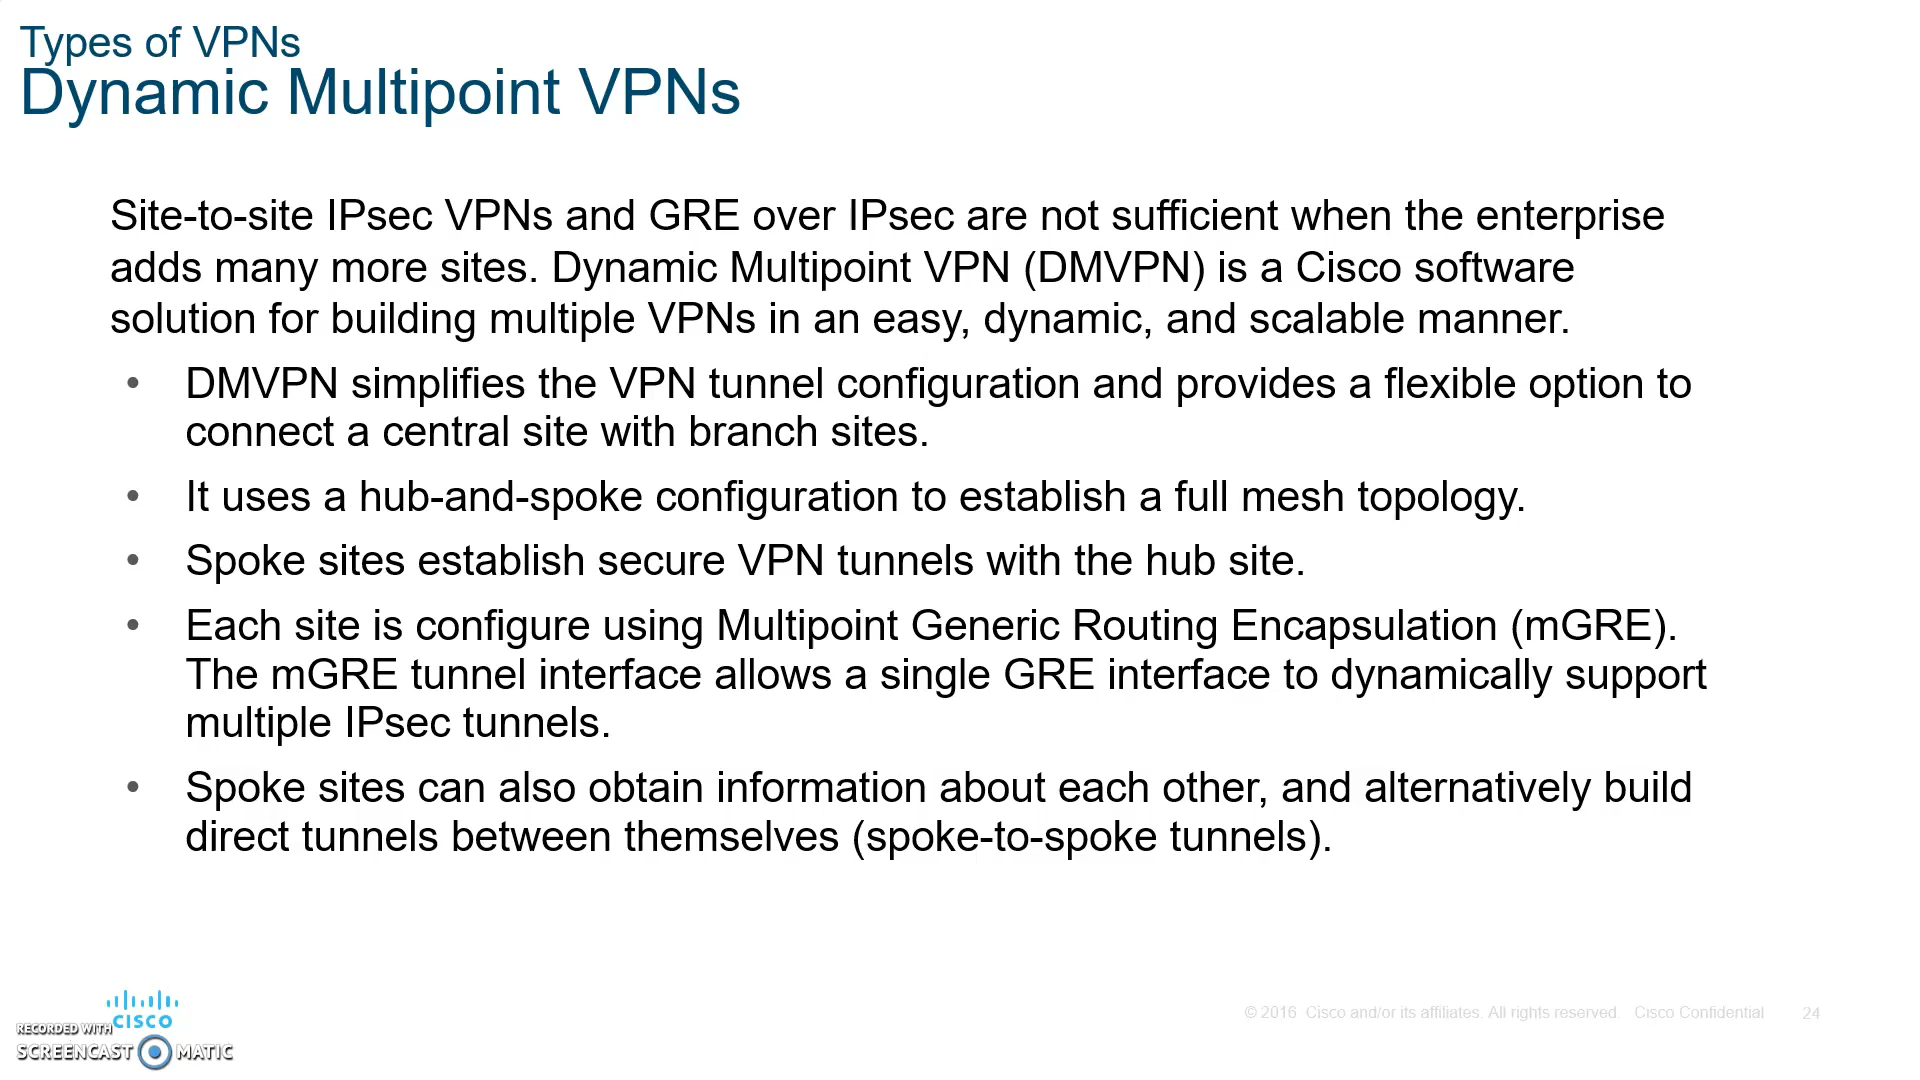 Types of VPNs
Dynamic Multipoint VPNs
Site-to-site IPsec VPNs and GRE over IPsec are not sufficient when the enterprise
adds many more sites. Dynamic Multipoint VPN (DMVPN) is a Cisco software
solution for building multiple VPNs in an easy, dynamic, and scalable manner.
• DMVPN simplifies the VPN tunnel configuration and provides a flexible option to
connect a central site with branch sites.
• It uses a hub-and-spoke configuration to establish a full mesh topology.
• Spoke sites establish secure VPN tunnels with the hub site.
• Each site is configure using Multipoint Generic Routing Encapsulation (mGRE).
The mGRE tunnel interface allows a single GRE interface to dynamically support
multiple IPsec tunnels.
• Spoke sites can also obtain information about each other, and alternatively build
direct tunnels between themselves (spoke-to-spoke tunnels).
CISCO
RECORDED WITH
SCREENCAST MATIC
© 2016 Cisco and/or its affiliates. All rights reserved. Cisco Confidential 24